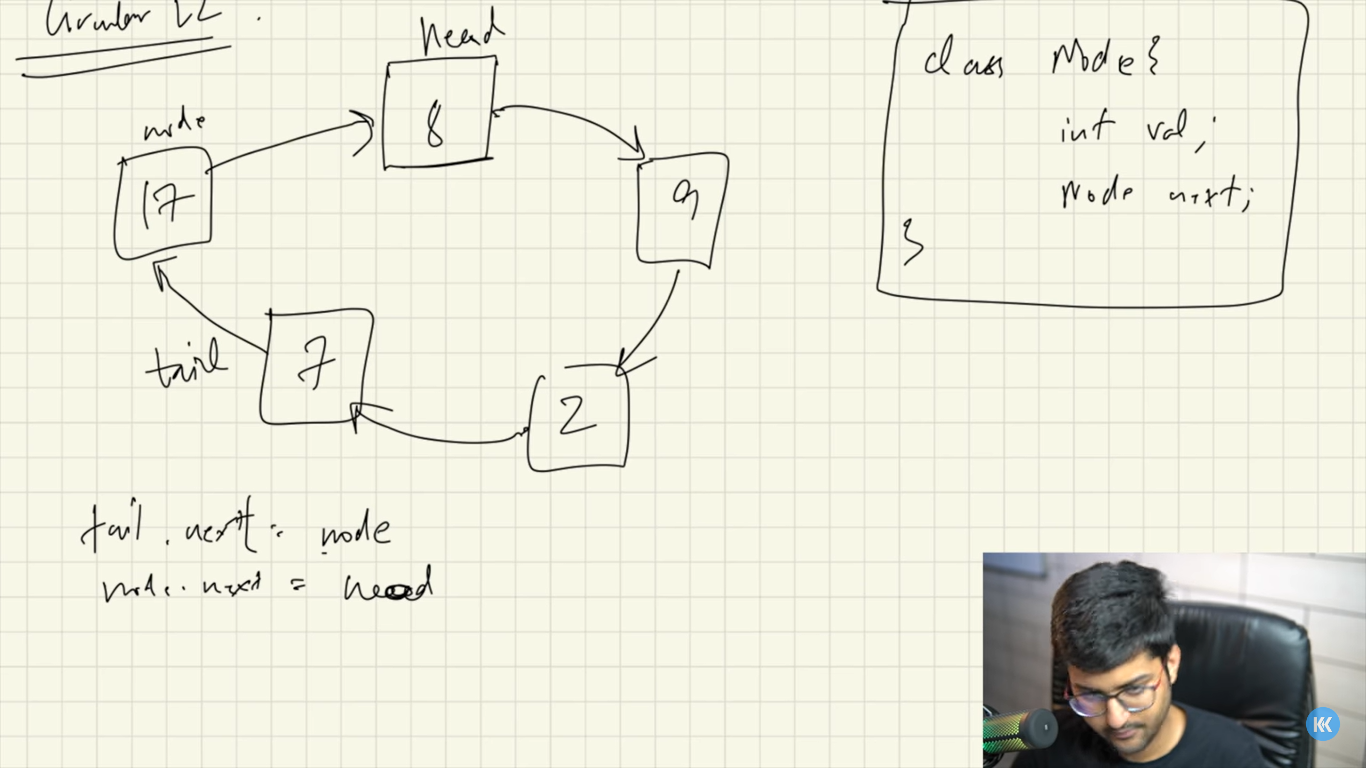 Circular LL
Head
8
node
17
9
tail
7
2
tail.next = node
node.next = head
class Node{
int val;
Node next;
}
K